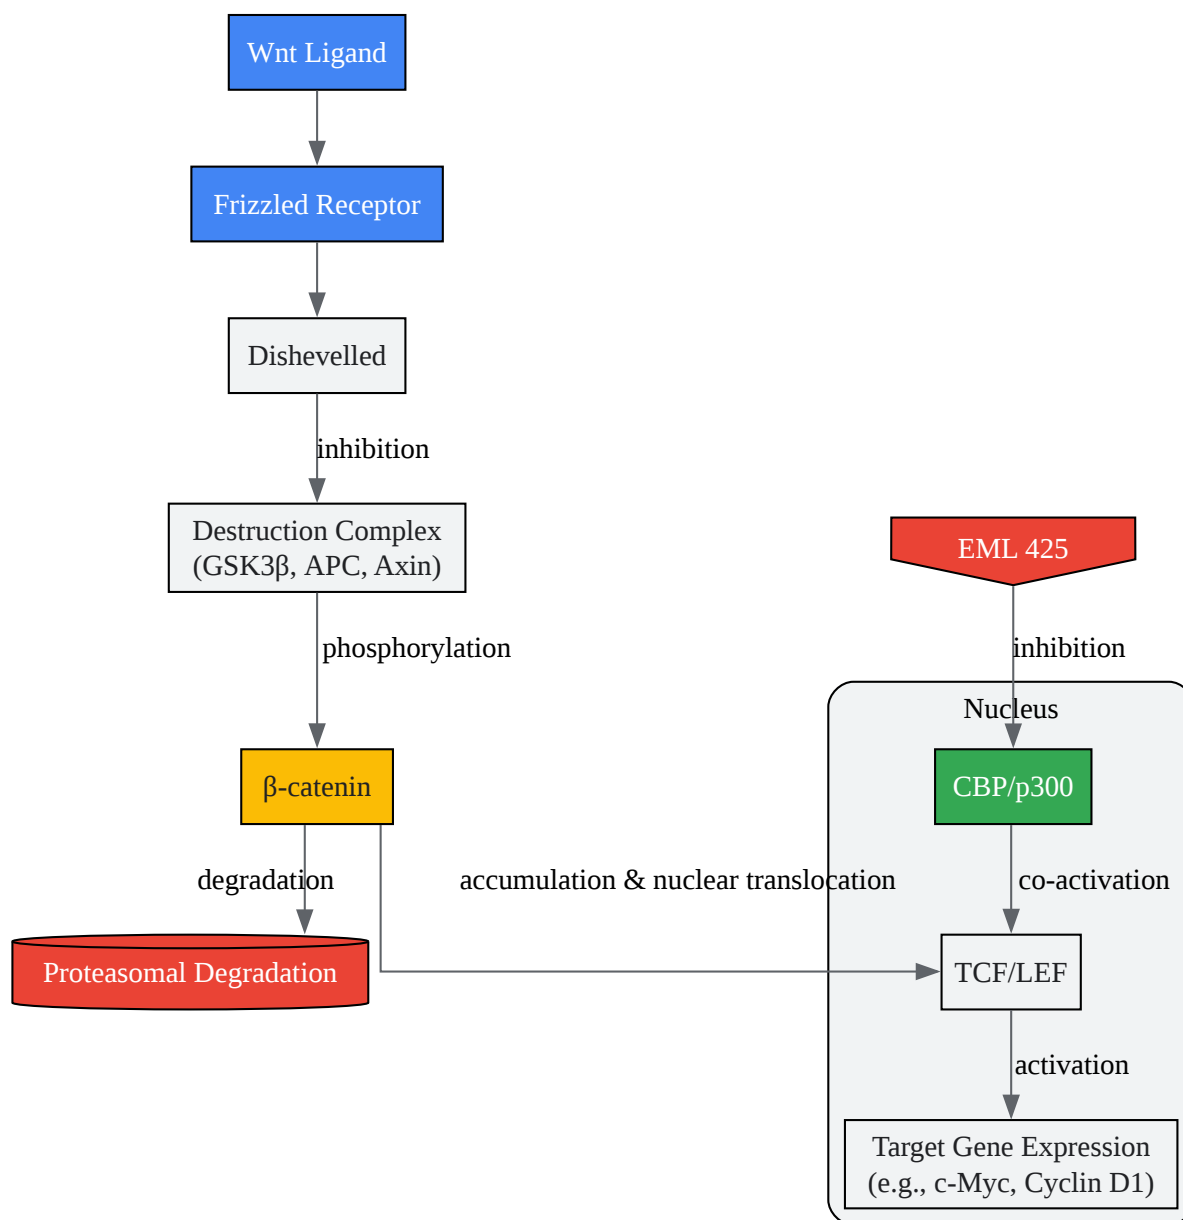 Wnt Ligand
Frizzled Receptor
Dishevelled
inhibition
Destruction Complex
(GSK3β, APC, Axin)
EML 425
phosphorylation
inhibition
Nucleus
β-catenin
CBP/p300
degradation
accumulation & nuclear translocation
co-activation
Proteasomal Degradation
TCF/LEF
activation
Target Gene Expression
(e.g., c-Myc, Cyclin D1)